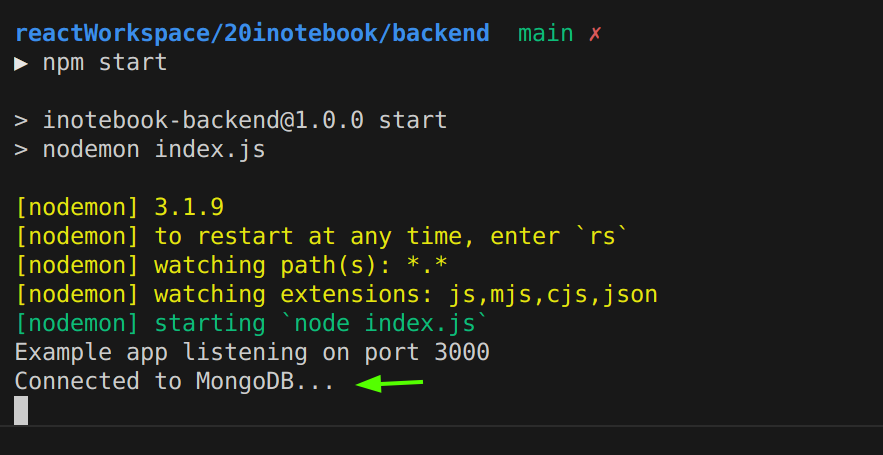 reactWorkspace/20inotebook/backend  main ✗
▶ npm start
> inotebook-backend@1.0.0 start
> nodemon index.js
[nodemon] 3.1.9
[nodemon] to restart at any time, enter `rs`
[nodemon] watching path(s): *.*
[nodemon] watching extensions: js,mjs,cjs,json
[nodemon] starting `node index.js`
Example app listening on port 3000
Connected to MongoDB...